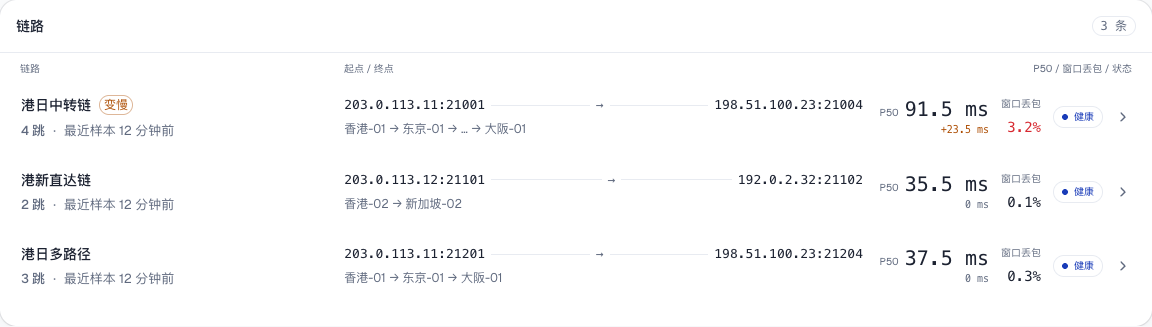 链路
3 条
链路
起点 / 终点
P50 / 窗口丢包 / 状态
港日中转链 变慢
4 跳 · 最近样本 12 分钟前
203.0.113.11:21001 → 198.51.100.23:21004
香港-01 → 东京-01 → … → 大阪-01
P50 91.5 ms
+23.5 ms
窗口丢包
3.2%
健康
港新直达链
2 跳 · 最近样本 12 分钟前
203.0.113.12:21101 → 192.0.2.32:21102
香港-02 → 新加坡-02
P50 35.5 ms
0 ms
窗口丢包
0.1%
健康
港日多路径
3 跳 · 最近样本 12 分钟前
203.0.113.11:21201 → 198.51.100.23:21204
香港-01 → 东京-01 → 大阪-01
P50 37.5 ms
0 ms
窗口丢包
0.3%
健康